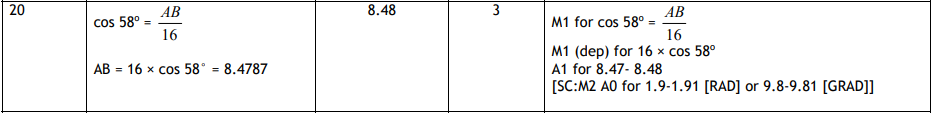 20
cos 58° = AB
16
AB = 16 × cos 58° = 8.4787
8.48
3
M1 for cos 58° = AB
16
M1 (dep) for 16 × cos 58°
A1 for 8.47- 8.48
[SC:M2 A0 for 1.9-1.91 [RAD] or 9.8-9.81 [GRAD]]